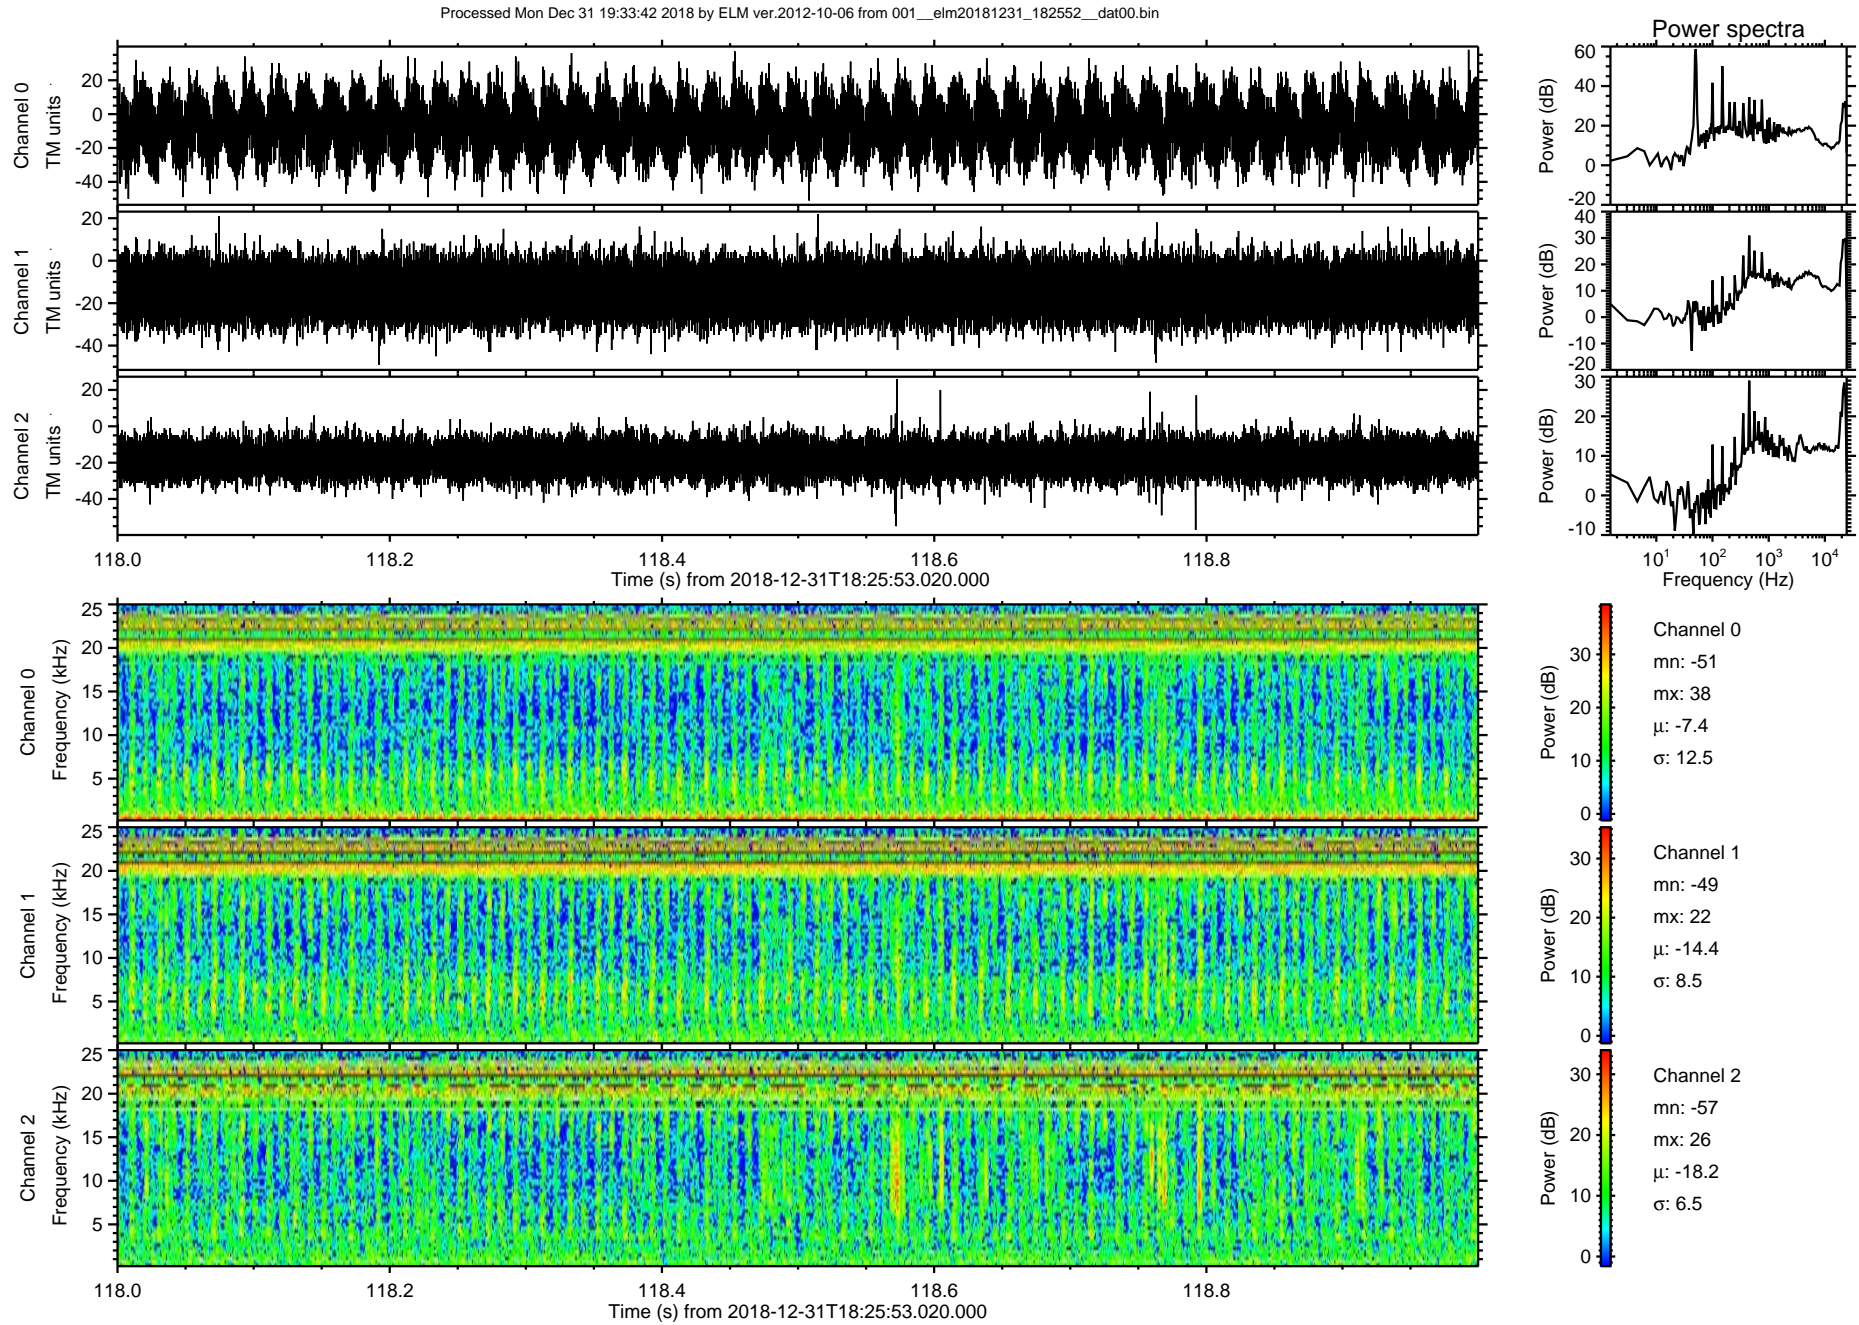 Processed Mon Dec 31 19:33:42 2018 by ELM ver.2012-10-06 from 001__elm20181231_182552__dat00.bin
Power spectra
Channel 0
TM units
20
0
-20
-40
Power (dB)
60
40
20
0
-20
Channel 1
TM units
20
0
-20
-40
Power (dB)
40
30
20
10
0
-10
-20
Channel 2
TM units
20
0
-20
-40
Power (dB)
30
20
10
0
-10
118.0 118.2 118.4 118.6 118.8
Time (s) from 2018-12-31T18:25:53.020.000
10¹ 10² 10³ 10⁴
Frequency (Hz)
Channel 0
Frequency (kHz)
25
20
15
10
5
Power (dB)
30
20
10
0
Channel 0
mn: -51
mx: 38
μ: -7.4
σ: 12.5
Channel 1
Frequency (kHz)
25
20
15
10
5
Power (dB)
30
20
10
0
Channel 1
mn: -49
mx: 22
μ: -14.4
σ: 8.5
Channel 2
Frequency (kHz)
25
20
15
10
5
Power (dB)
30
20
10
0
Channel 2
mn: -57
mx: 26
μ: -18.2
σ: 6.5
118.0 118.2 118.4 118.6 118.8
Time (s) from 2018-12-31T18:25:53.020.000